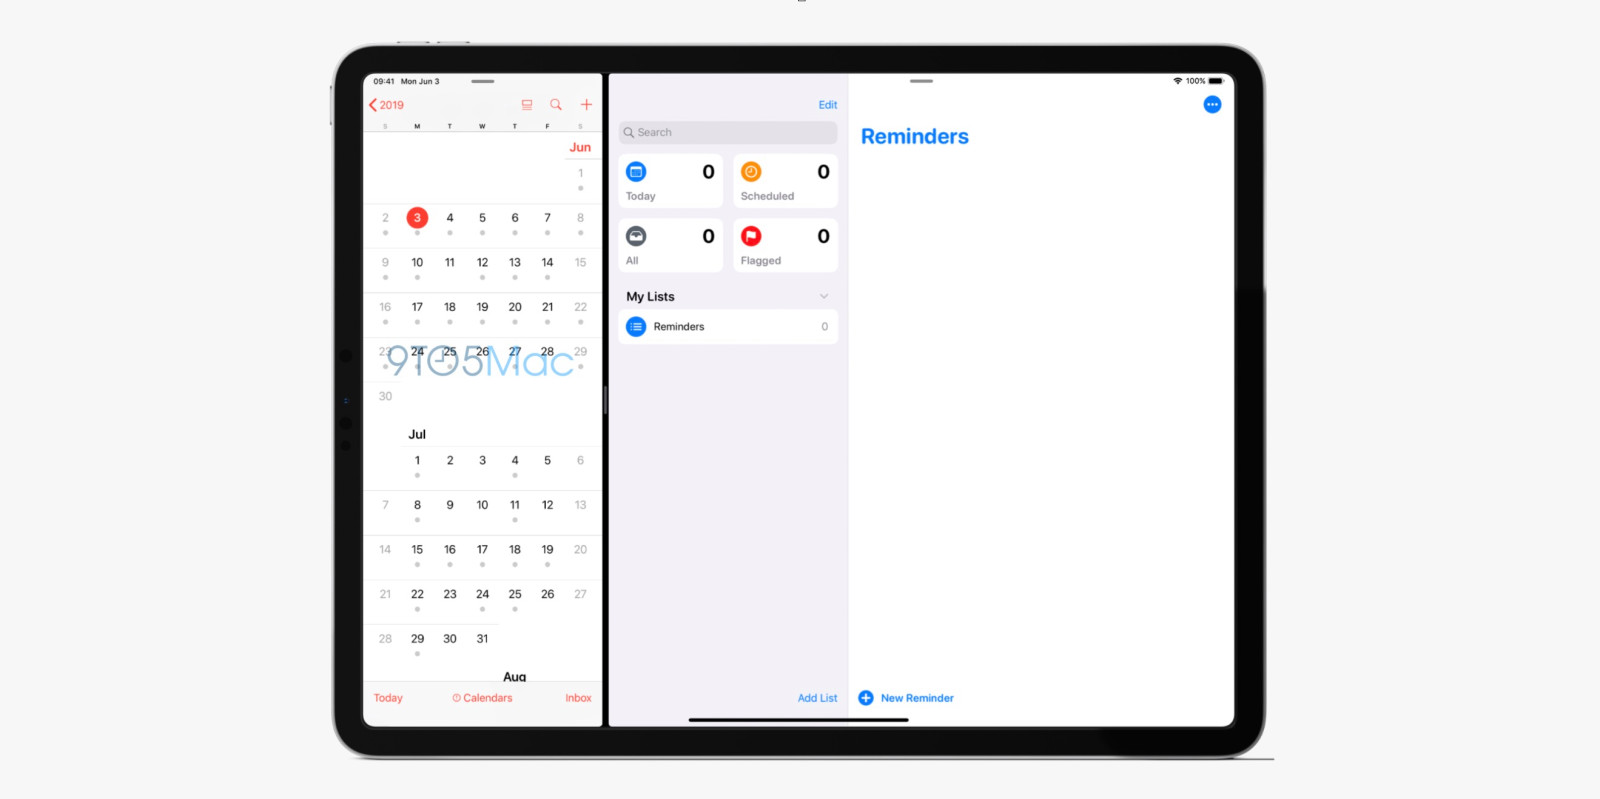 09:41 Mon Jun 3
2019
S M T W T F S
Jun
1
2 3 4 5 6 7 8
9 10 11 12 13 14 15
16 17 18 19 20 21 22
23 24 25 26 27 28 29
9TO5Mac
30
Jul
1 2 3 4 5 6
7 8 9 10 11 12 13
14 15 16 17 18 19 20
21 22 23 24 25 26 27
28 29 30 31
Aug
Today Calendars Inbox
Edit
Search
0 0
Today Scheduled
0 0
All Flagged
My Lists
Reminders 0
Add List
100%
Reminders
New Reminder